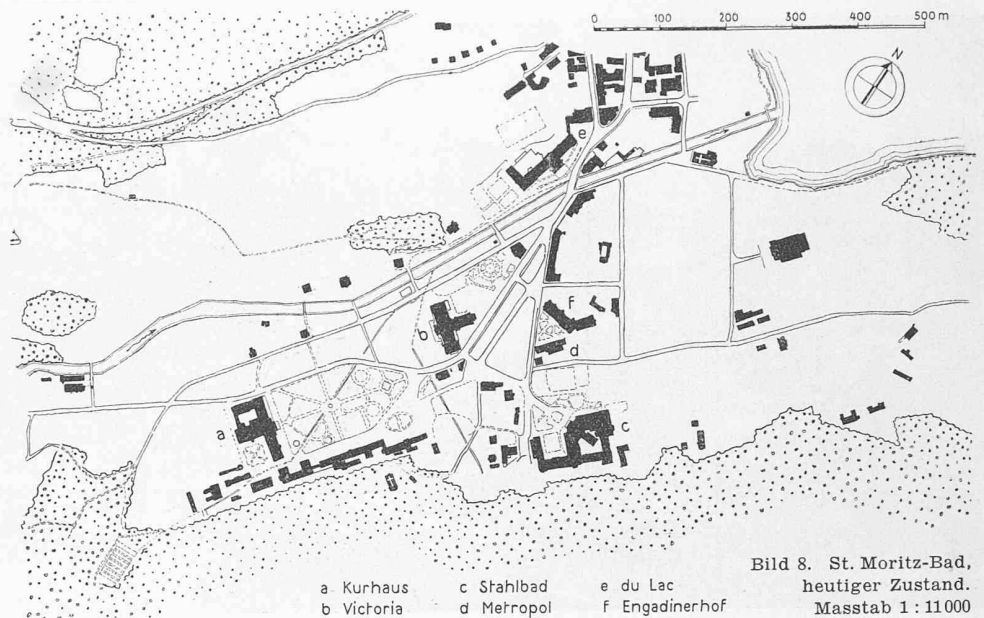 0 100 200 300 400 500 m
N
e
f
b
d
a
c
a Kurhaus c Stahlbad e du Lac
b Victoria d Metropol f Engadinerhof
Bild 8. St. Moritz-Bad,
heutiger Zustand.
Masstab 1 : 11000